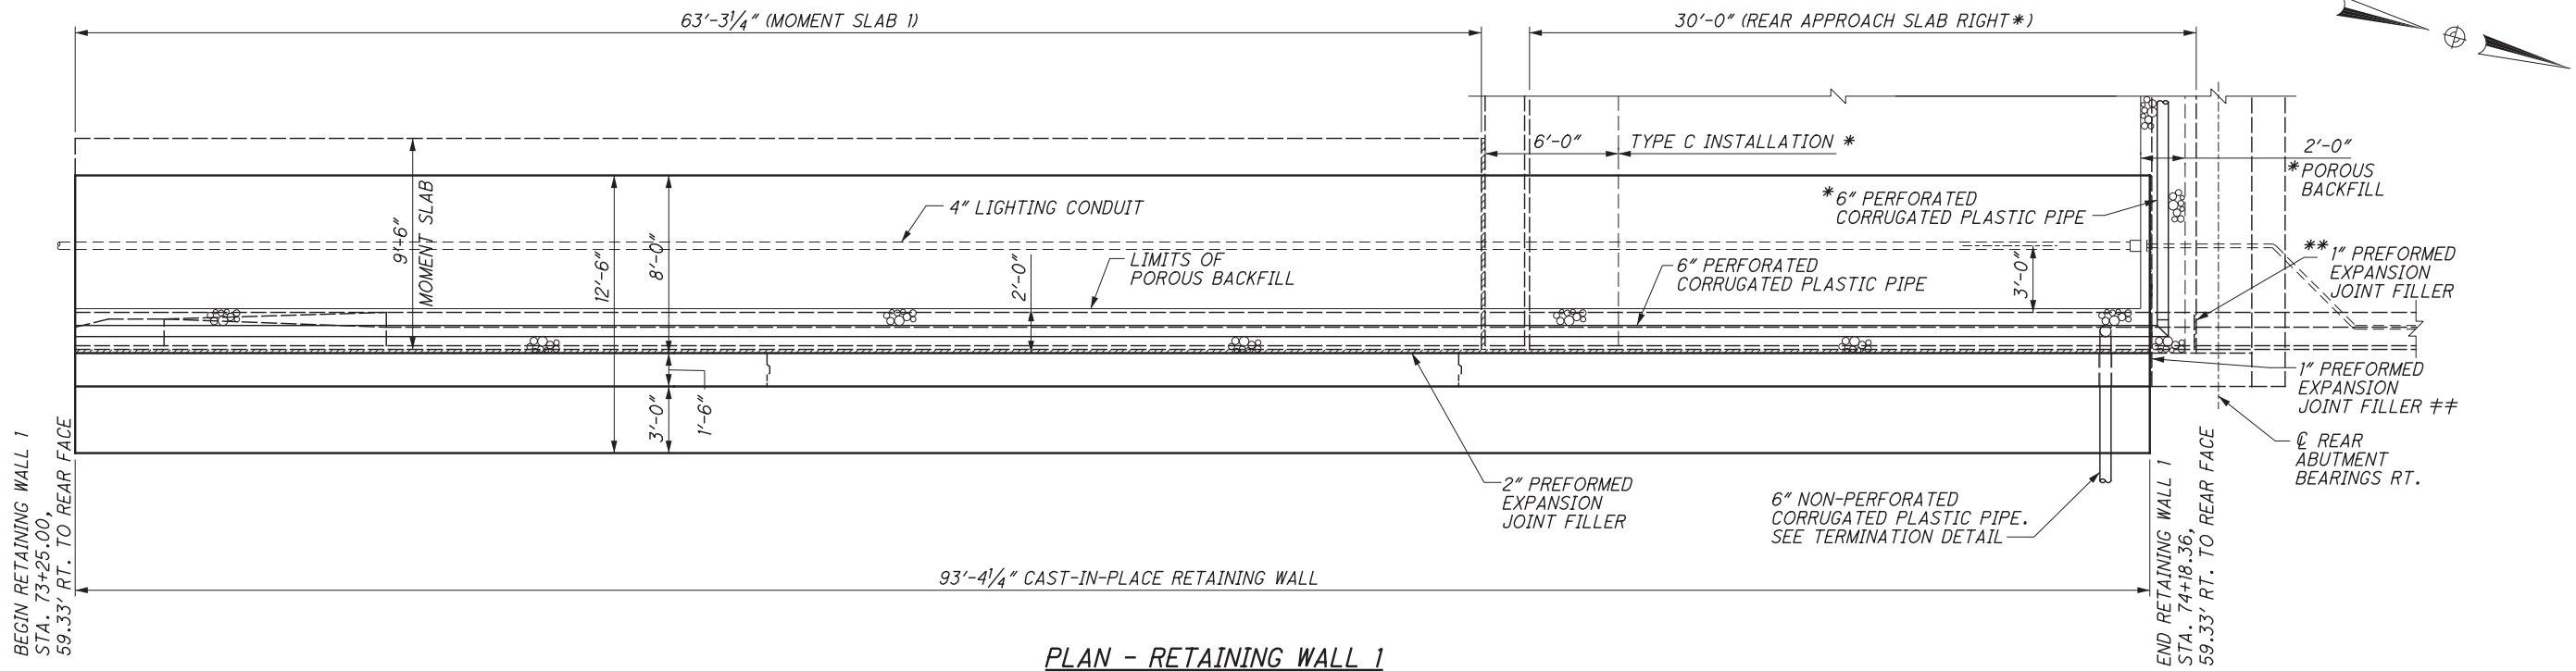 63'-3 1/4" (MOMENT SLAB 1)
30'-0" (REAR APPROACH SLAB RIGHT*)
6'-0"
TYPE C INSTALLATION *
2'-0"
*POROUS
BACKFILL
9'-6"
MOMENT SLAB
12'-6"
8'-0"
4" LIGHTING CONDUIT
*6" PERFORATED
CORRUGATED PLASTIC PIPE
LIMITS OF
POROUS BACKFILL
2'-0"
6" PERFORATED
CORRUGATED PLASTIC PIPE
3'-0"
**1" PREFORMED
EXPANSION
JOINT FILLER
3'-0"
1'-6"
1" PREFORMED
EXPANSION
JOINT FILLER ‡‡
2" PREFORMED
EXPANSION
JOINT FILLER
6" NON-PERFORATED
CORRUGATED PLASTIC PIPE.
SEE TERMINATION DETAIL
℄ REAR
ABUTMENT
BEARINGS RT.
BEGIN RETAINING WALL 1
STA. 73+25.00,
59.33' RT. TO REAR FACE
93'-4 1/4" CAST-IN-PLACE RETAINING WALL
END RETAINING WALL 1
STA. 74+18.36,
59.33' RT. TO REAR FACE
PLAN - RETAINING WALL 1